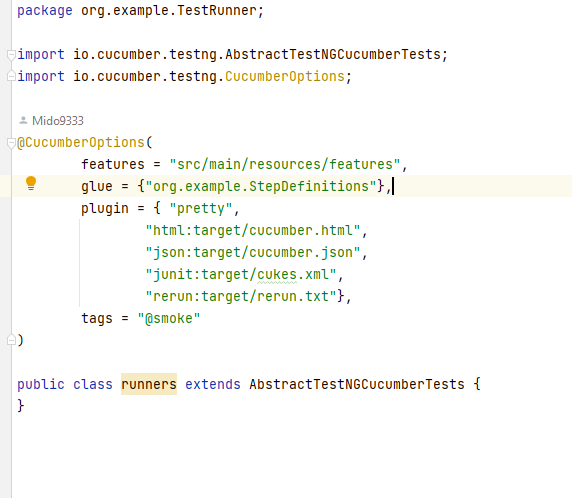 package org.example.TestRunner;
import io.cucumber.testng.AbstractTestNGCucumberTests;
import io.cucumber.testng.CucumberOptions;
Mido9333
@CucumberOptions(
features = "src/main/resources/features",
glue = {"org.example.StepDefinitions"},
plugin = { "pretty",
"html:target/cucumber.html",
"json:target/cucumber.json",
"junit:target/cukes.xml",
"rerun:target/rerun.txt"},
tags = "@smoke"
)
public class runners extends AbstractTestNGCucumberTests {
}